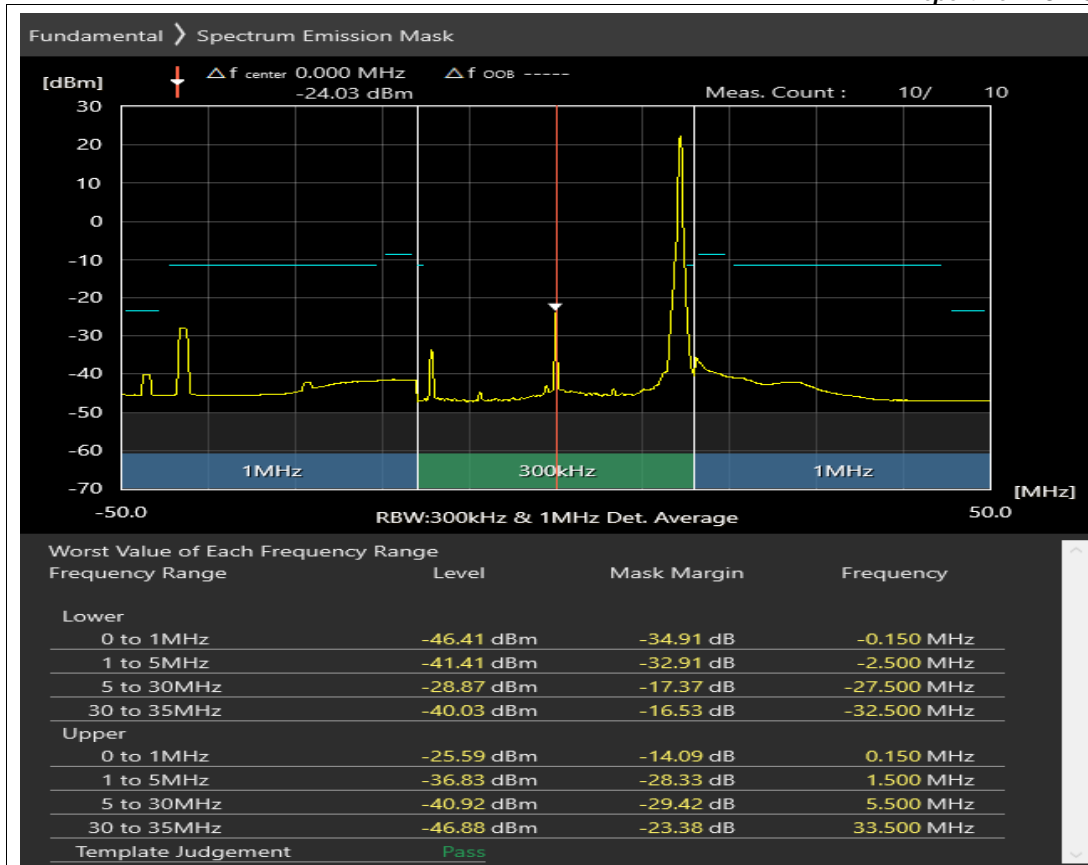 Fundamental ❯ Spectrum Emission Mask
[dBm] △f center 0.000 MHz △f OOB -----
-24.03 dBm Meas. Count : 10/ 10
30
20
10
0
-10
-20
-30
-40
-50
-60
1MHz 300kHz 1MHz
-70
[MHz]
-50.0 RBW:300kHz & 1MHz Det. Average 50.0
Worst Value of Each Frequency Range
Frequency Range Level Mask Margin Frequency
Lower
0 to 1MHz -46.41 dBm -34.91 dB -0.150 MHz
1 to 5MHz -41.41 dBm -32.91 dB -2.500 MHz
5 to 30MHz -28.87 dBm -17.37 dB -27.500 MHz
30 to 35MHz -40.03 dBm -16.53 dB -32.500 MHz
Upper
0 to 1MHz -25.59 dBm -14.09 dB 0.150 MHz
1 to 5MHz -36.83 dBm -28.33 dB 1.500 MHz
5 to 30MHz -40.92 dBm -29.42 dB 5.500 MHz
30 to 35MHz -46.88 dBm -23.38 dB 33.500 MHz
Template Judgement Pass